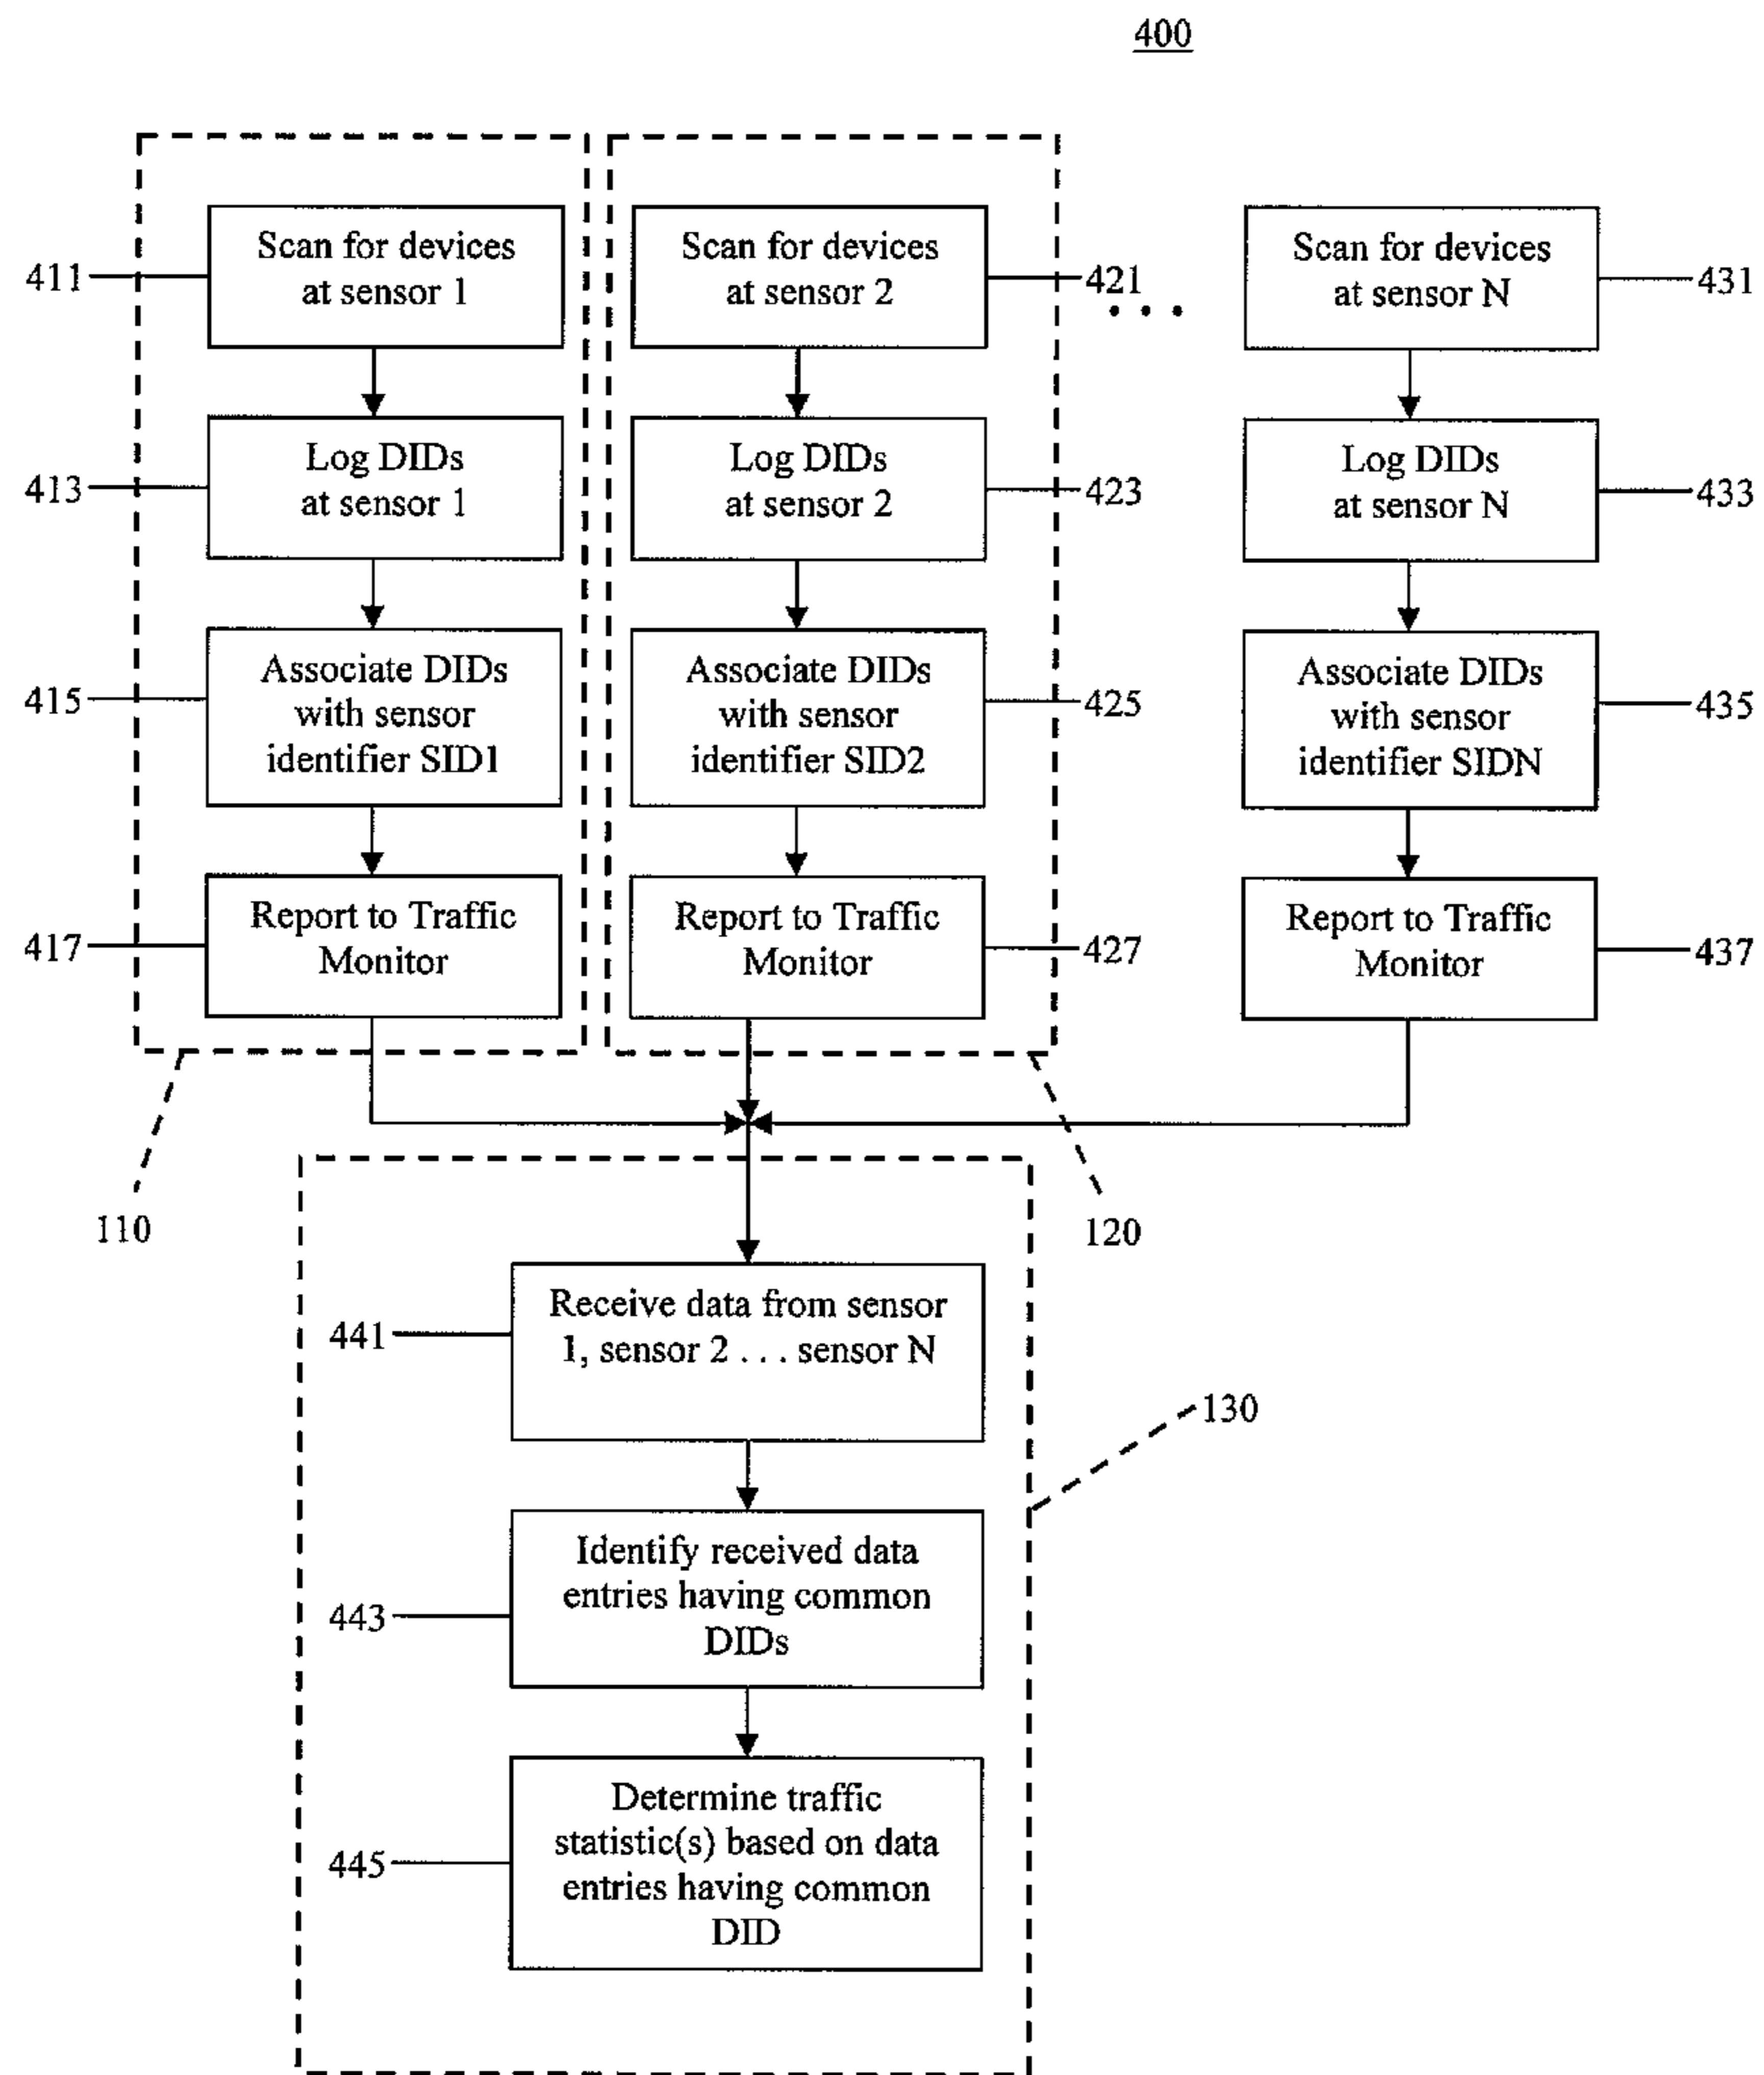 400
Scan for devices
at sensor 1
Scan for devices
at sensor 2
Scan for devices
at sensor N
411
421
. . .
431
Log DIDs
at sensor 1
Log DIDs
at sensor 2
Log DIDs
at sensor N
413
423
433
Associate DIDs
with sensor
identifier SID1
Associate DIDs
with sensor
identifier SID2
Associate DIDs
with sensor
identifier SIDN
415
425
435
Report to Traffic
Monitor
Report to Traffic
Monitor
Report to Traffic
Monitor
417
427
437
110
120
Receive data from sensor
1, sensor 2 . . . sensor N
441
130
Identify received data
entries having common
DIDs
443
Determine traffic
statistic(s) based on data
entries having common
DID
445